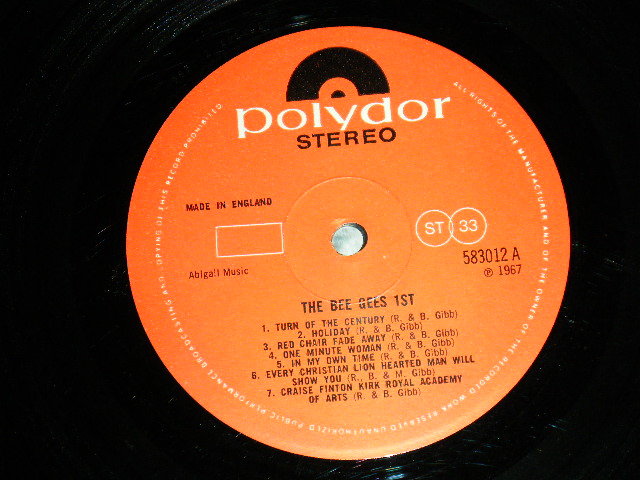 polydor
STEREO
MADE IN ENGLAND
Abigail Music
ST 33
583012 A
℗ 1967
THE BEE GEES 1ST
1. TURN OF THE CENTURY (R. & B. Gibb)
2. HOLIDAY (R. & B. Gibb)
3. RED CHAIR FADE AWAY (R. & B. Gibb)
4. ONE MINUTE WOMAN (R. & B. Gibb)
5. IN MY OWN TIME (R. & B. Gibb)
6. EVERY CHRISTIAN LION HEARTED MAN WILL
SHOW YOU (R., B. & M. Gibb)
7. CRAISE FINTON KIRK ROYAL ACADEMY
OF ARTS (R. & B. Gibb)
ALL RIGHTS OF THE MANUFACTURER AND OF THE OWNER OF THE RECORDED WORK RESERVED UNAUTHORIZED PUBLIC PERFORMANCE BROADCASTING AND COPYING OF THIS RECORD PROHIBITED